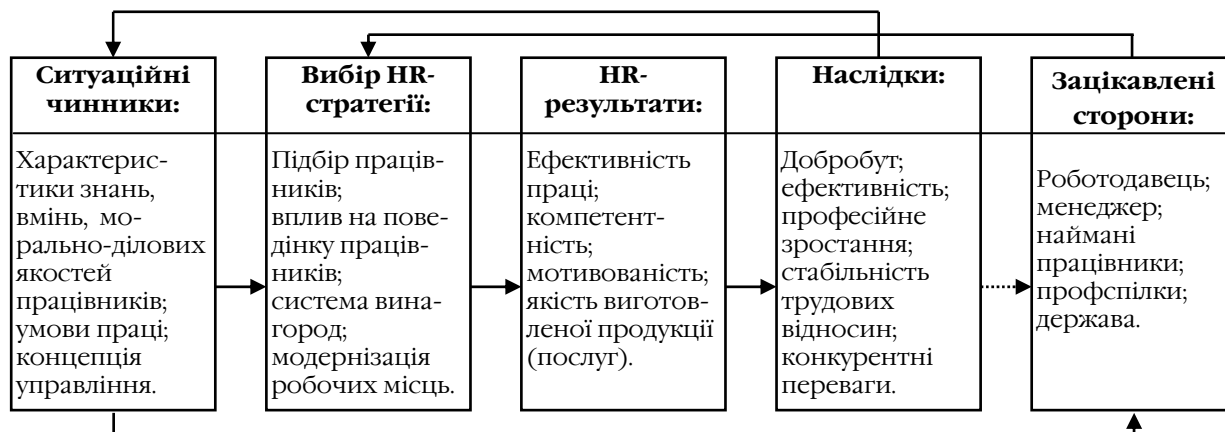 Ситуаційні
чинники:
Характерис-
тики знань,
вмінь, мо-
рально-ділових
якостей
працівників;
умови праці;
концепція
управління.
Вибір HR-
стратегії:
Підбір праців-
ників;
вплив на пове-
дінку праців-
ників;
система вина-
город;
модернізація
робочих місць.
HR-
результати:
Ефективність
праці;
компетент-
ність;
мотивованість;
якість виготов-
леної продукції
(послуг).
Наслідки:
Добробут;
ефективність;
професійне
зростання;
стабільність
трудових
відносин;
конкурентні
переваги.
Зацікавлені
сторони:
Роботодавець;
менеджер;
наймані
працівники;
профспілки;
держава.